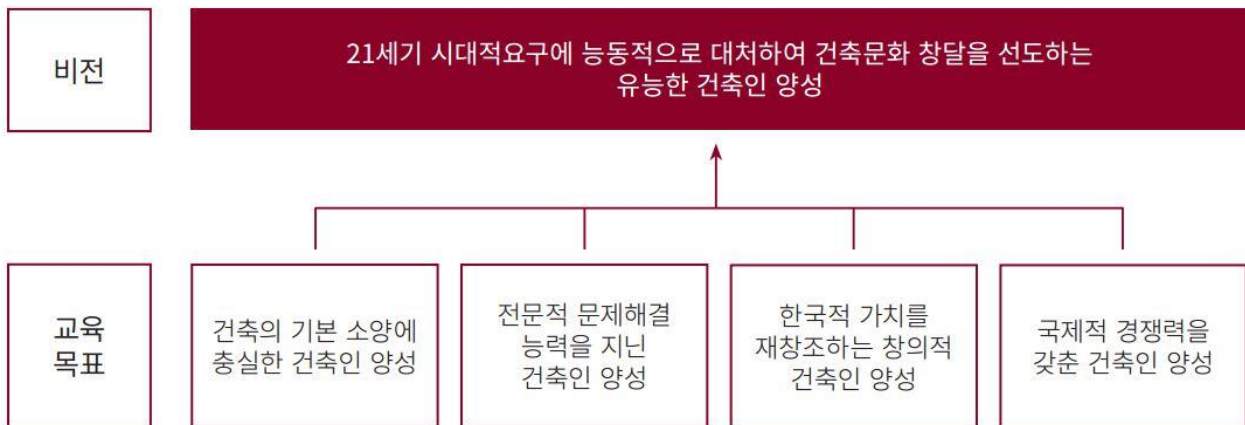 비전
21세기 시대적요구에 능동적으로 대처하여 건축문화 창달을 선도하는
유능한 건축인 양성
교육
목표
건축의 기본 소양에
충실한 건축인 양성
전문적 문제해결
능력을 지닌
건축인 양성
한국적 가치를
재창조하는 창의적
건축인 양성
국제적 경쟁력을
갖춘 건축인 양성